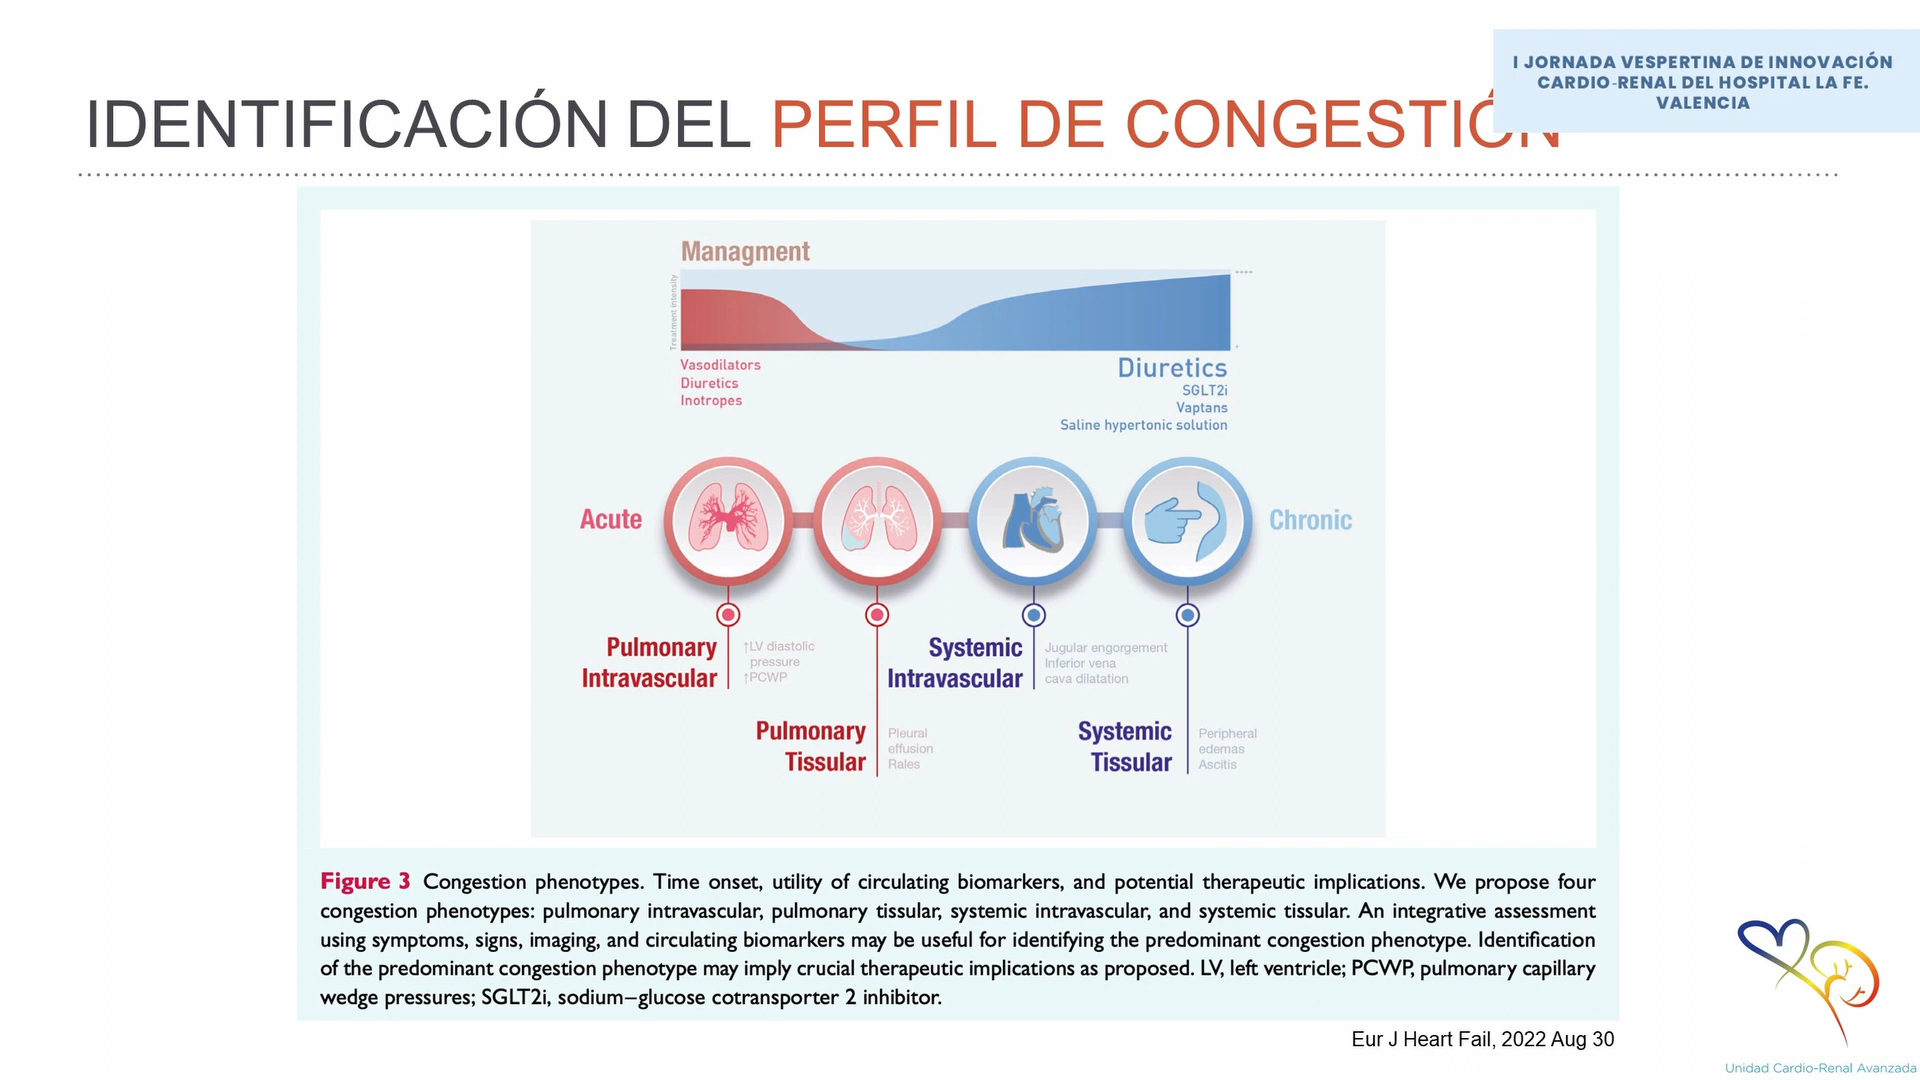 I JORNADA VESPERTINA DE INNOVACIÓN
CARDIO-RENAL DEL HOSPITAL LA FE.
VALENCIA
IDENTIFICACIÓN DEL PERFIL DE CONGESTIÓN
Managment
Treatment Intensity
++++
+
Vasodilators
Diuretics
Inotropes
Diuretics
SGLT2i
Vaptans
Saline hypertonic solution
Acute
Chronic
Pulmonary
Intravascular
↑LV diastolic
pressure
↑PCWP
Systemic
Intravascular
Jugular engorgement
Inferior vena
cava dilatation
Pulmonary
Tissular
Pleural
effusion
Rales
Systemic
Tissular
Peripheral
edemas
Ascitis
Figure 3 Congestion phenotypes. Time onset, utility of circulating biomarkers, and potential therapeutic implications. We propose four
congestion phenotypes: pulmonary intravascular, pulmonary tissular, systemic intravascular, and systemic tissular. An integrative assessment
using symptoms, signs, imaging, and circulating biomarkers may be useful for identifying the predominant congestion phenotype. Identification
of the predominant congestion phenotype may imply crucial therapeutic implications as proposed. LV, left ventricle; PCWP, pulmonary capillary
wedge pressures; SGLT2i, sodium–glucose cotransporter 2 inhibitor.
Eur J Heart Fail, 2022 Aug 30
Unidad Cardio-Renal Avanzada